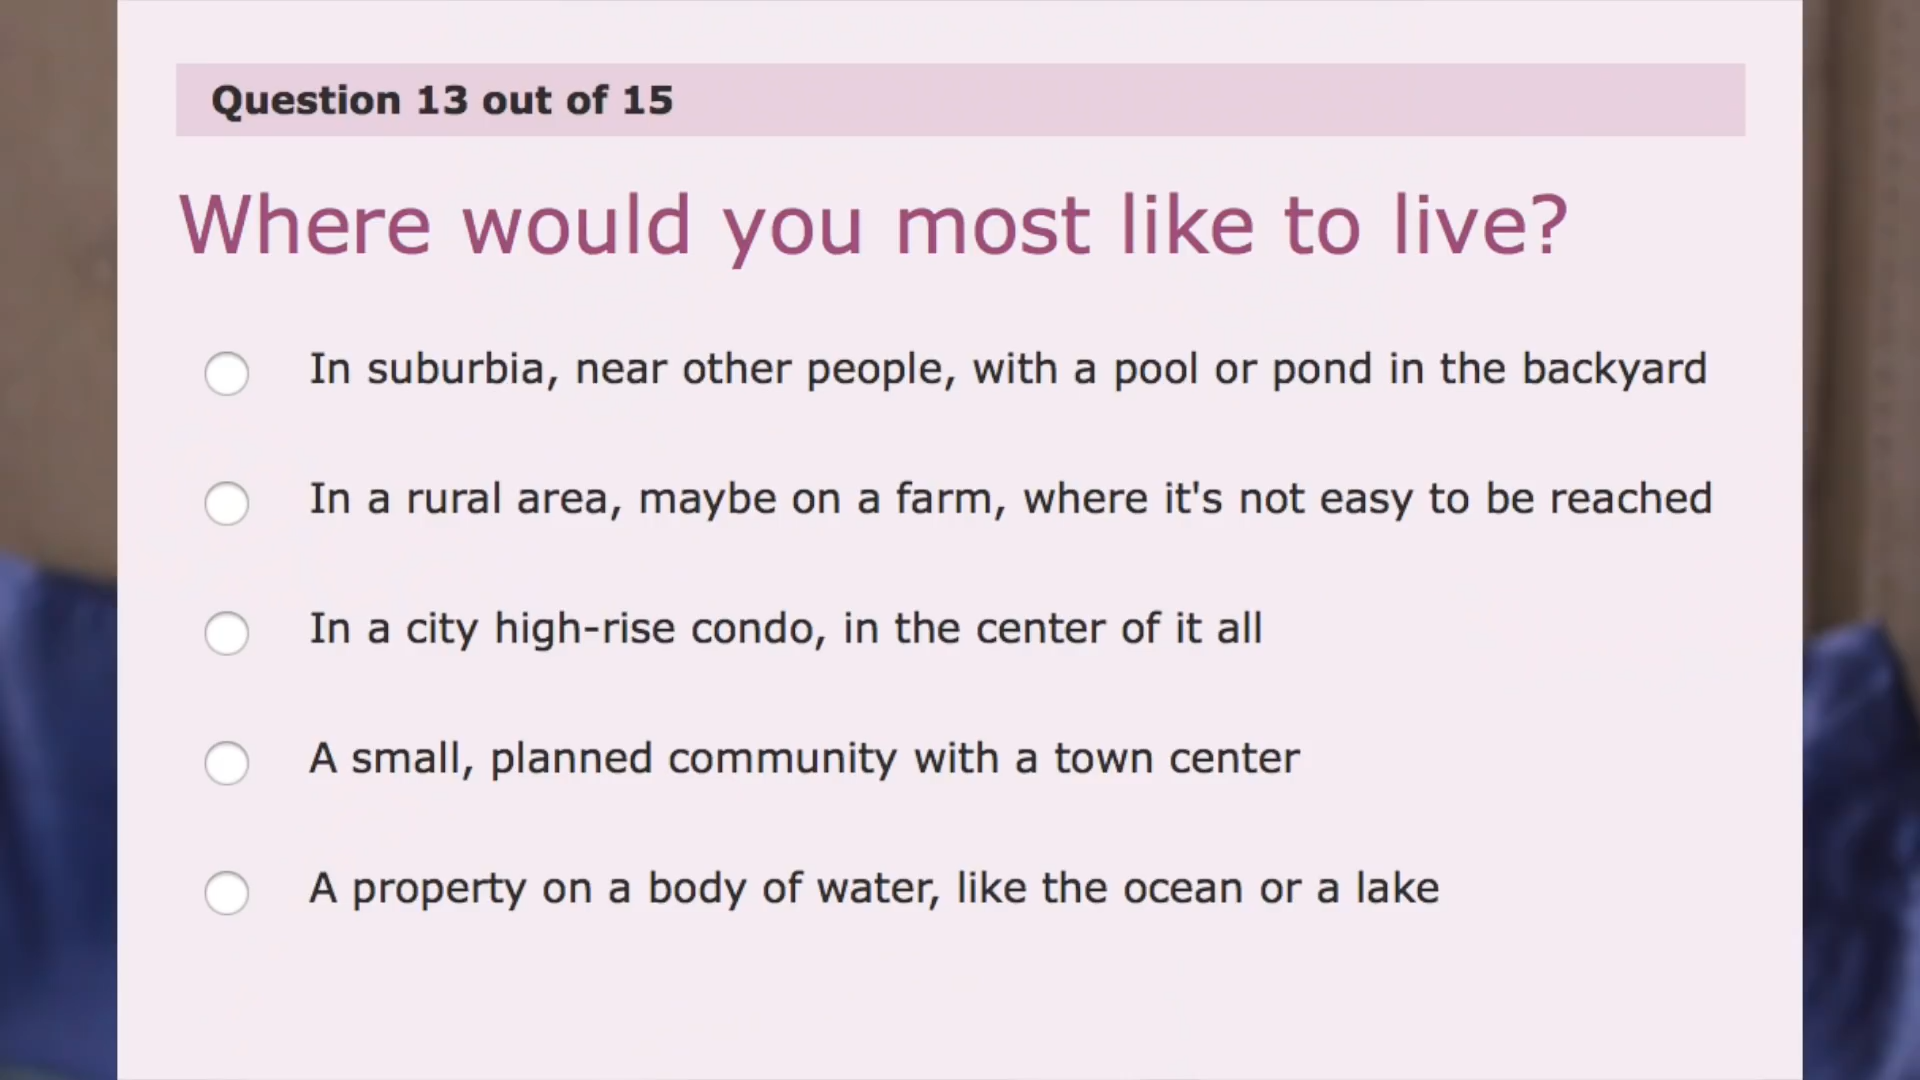 Question 13 out of 15
Where would you most like to live?
In suburbia, near other people, with a pool or pond in the backyard
In a rural area, maybe on a farm, where it's not easy to be reached
In a city high-rise condo, in the center of it all
A small, planned community with a town center
A property on a body of water, like the ocean or a lake